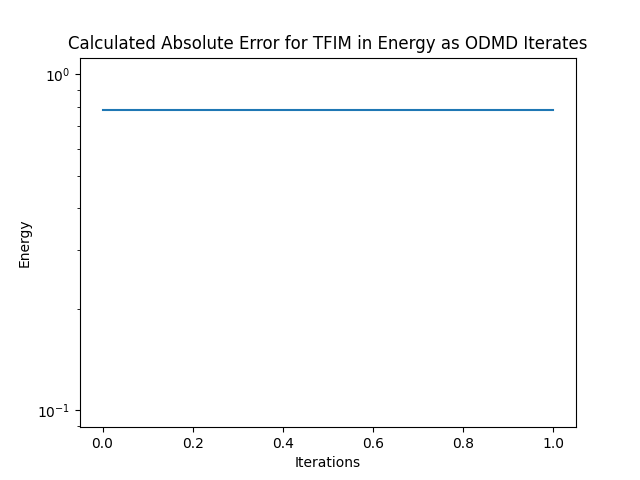 Calculated Absolute Error for TFIM in Energy as ODMD Iterates
10⁰
10⁻¹
Energy
0.0 0.2 0.4 0.6 0.8 1.0
Iterations